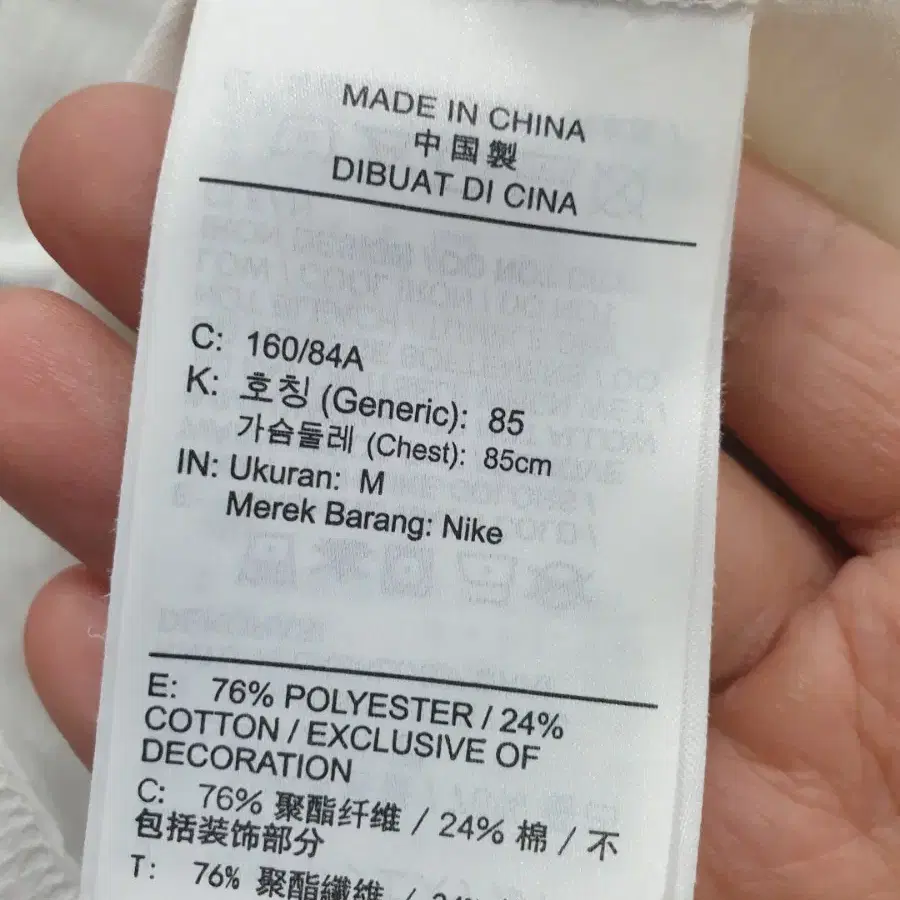 MADE IN CHINA
中国製
DIBUAT DI CINA
C: 160/84A
K: 호칭 (Generic): 85
가슴둘레 (Chest): 85cm
IN: Ukuran: M
Merek Barang: Nike
E: 76% POLYESTER / 24%
COTTON / EXCLUSIVE OF
DECORATION
C: 76% 聚酯纤维 / 24% 棉 / 不
包括装饰部分
T: 76% 聚酯纖維 /